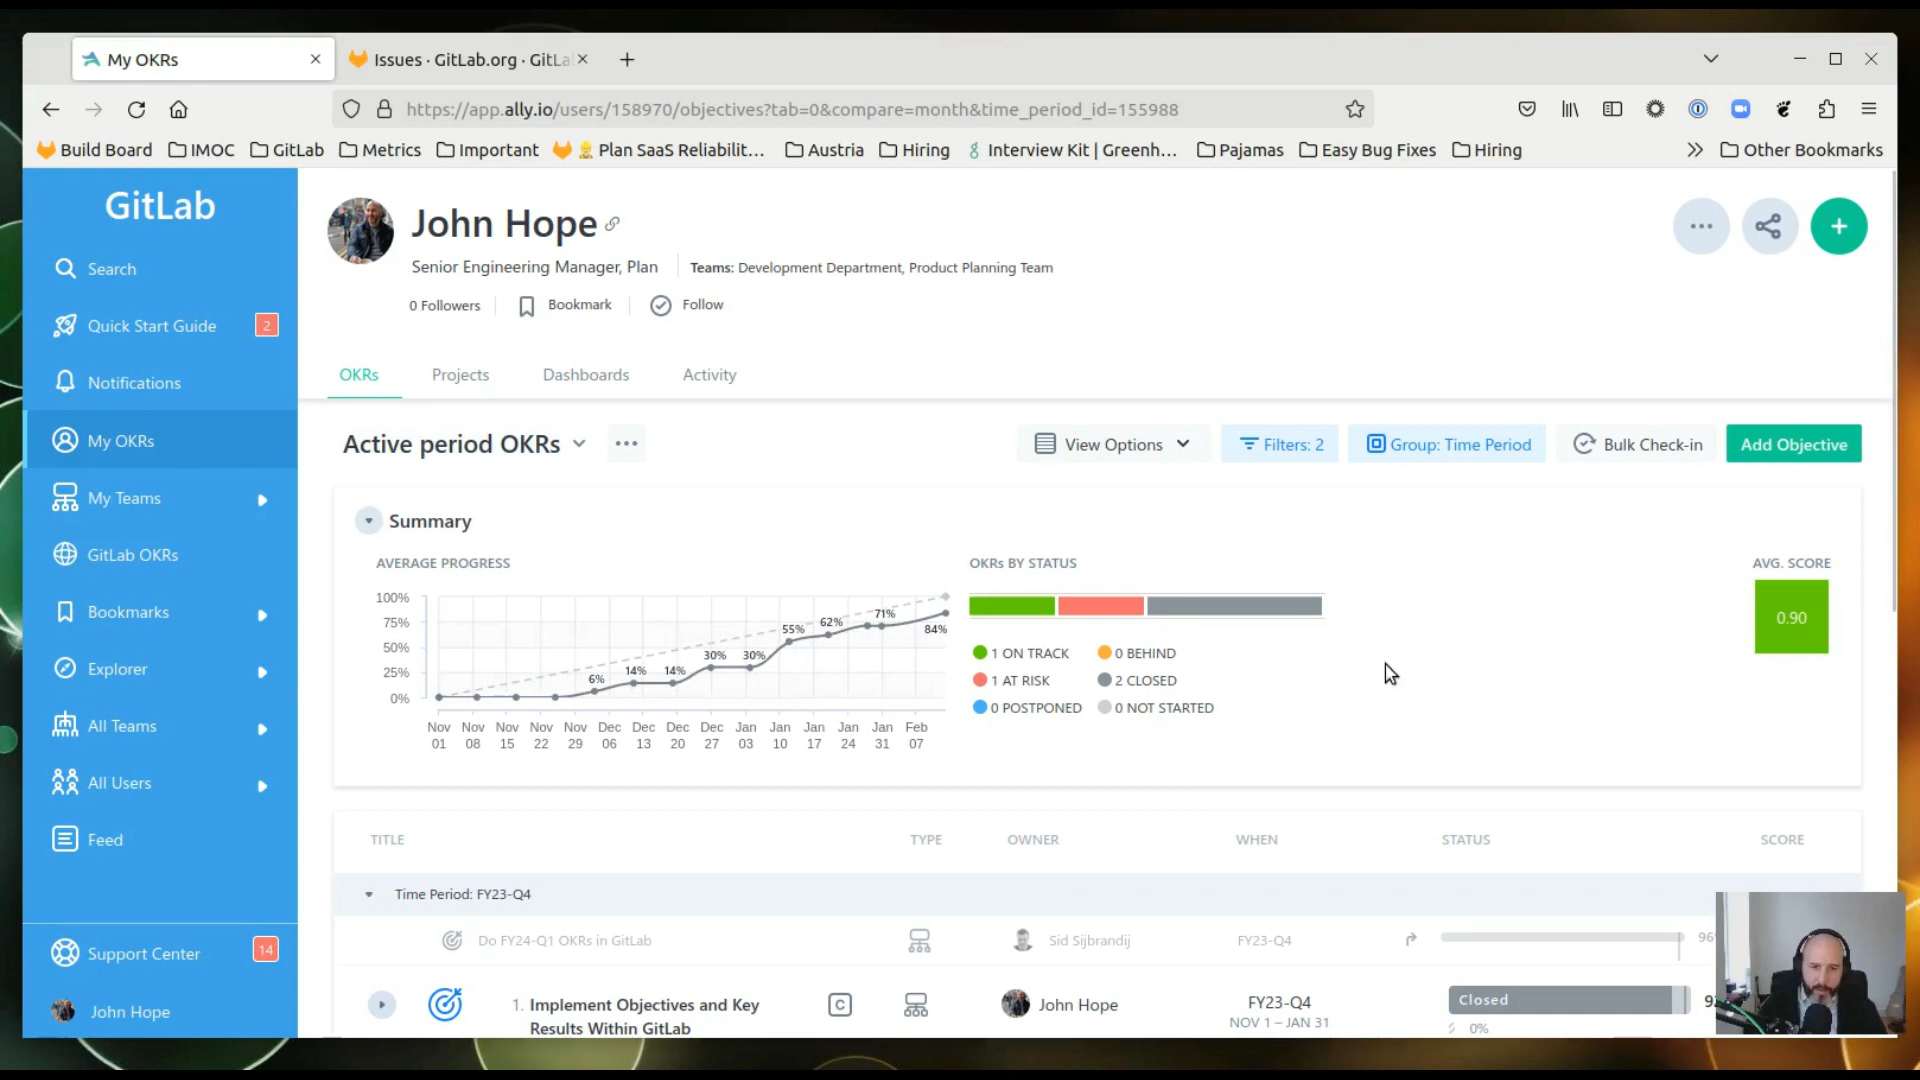 My OKRs
Issues · GitLab.org · GitLa
https://app.ally.io/users/158970/objectives?tab=0&compare=month&time_period_id=155988
Build Board IMOC GitLab Metrics Important Plan SaaS Reliabilit... Austria Hiring Interview Kit | Greenh... Pajamas Easy Bug Fixes Hiring Other Bookmarks
GitLab
Search
Quick Start Guide 2
Notifications
My OKRs
My Teams
GitLab OKRs
Bookmarks
Explorer
All Teams
All Users
Feed
Support Center 14
John Hope
John Hope
Senior Engineering Manager, Plan Teams: Development Department, Product Planning Team
0 Followers Bookmark Follow
OKRs Projects Dashboards Activity
Active period OKRs View Options Filters: 2 Group: Time Period Bulk Check-in Add Objective
Summary
AVERAGE PROGRESS
100%
75%
50%
25%
0%
6% 14% 14% 30% 30% 55% 62% 71% 84%
Nov Nov Nov Nov Nov Dec Dec Dec Dec Jan Jan Jan Jan Jan Feb
01 08 15 22 29 06 13 20 27 03 10 17 24 31 07
OKRs BY STATUS
1 ON TRACK 0 BEHIND
1 AT RISK 2 CLOSED
0 POSTPONED 0 NOT STARTED
AVG. SCORE
0.90
TITLE TYPE OWNER WHEN STATUS SCORE
Time Period: FY23-Q4
Do FY24-Q1 OKRs in GitLab Sid Sijbrandij FY23-Q4
1. Implement Objectives and Key C John Hope FY23-Q4 Closed
Results Within GitLab NOV 1 – JAN 31 0%